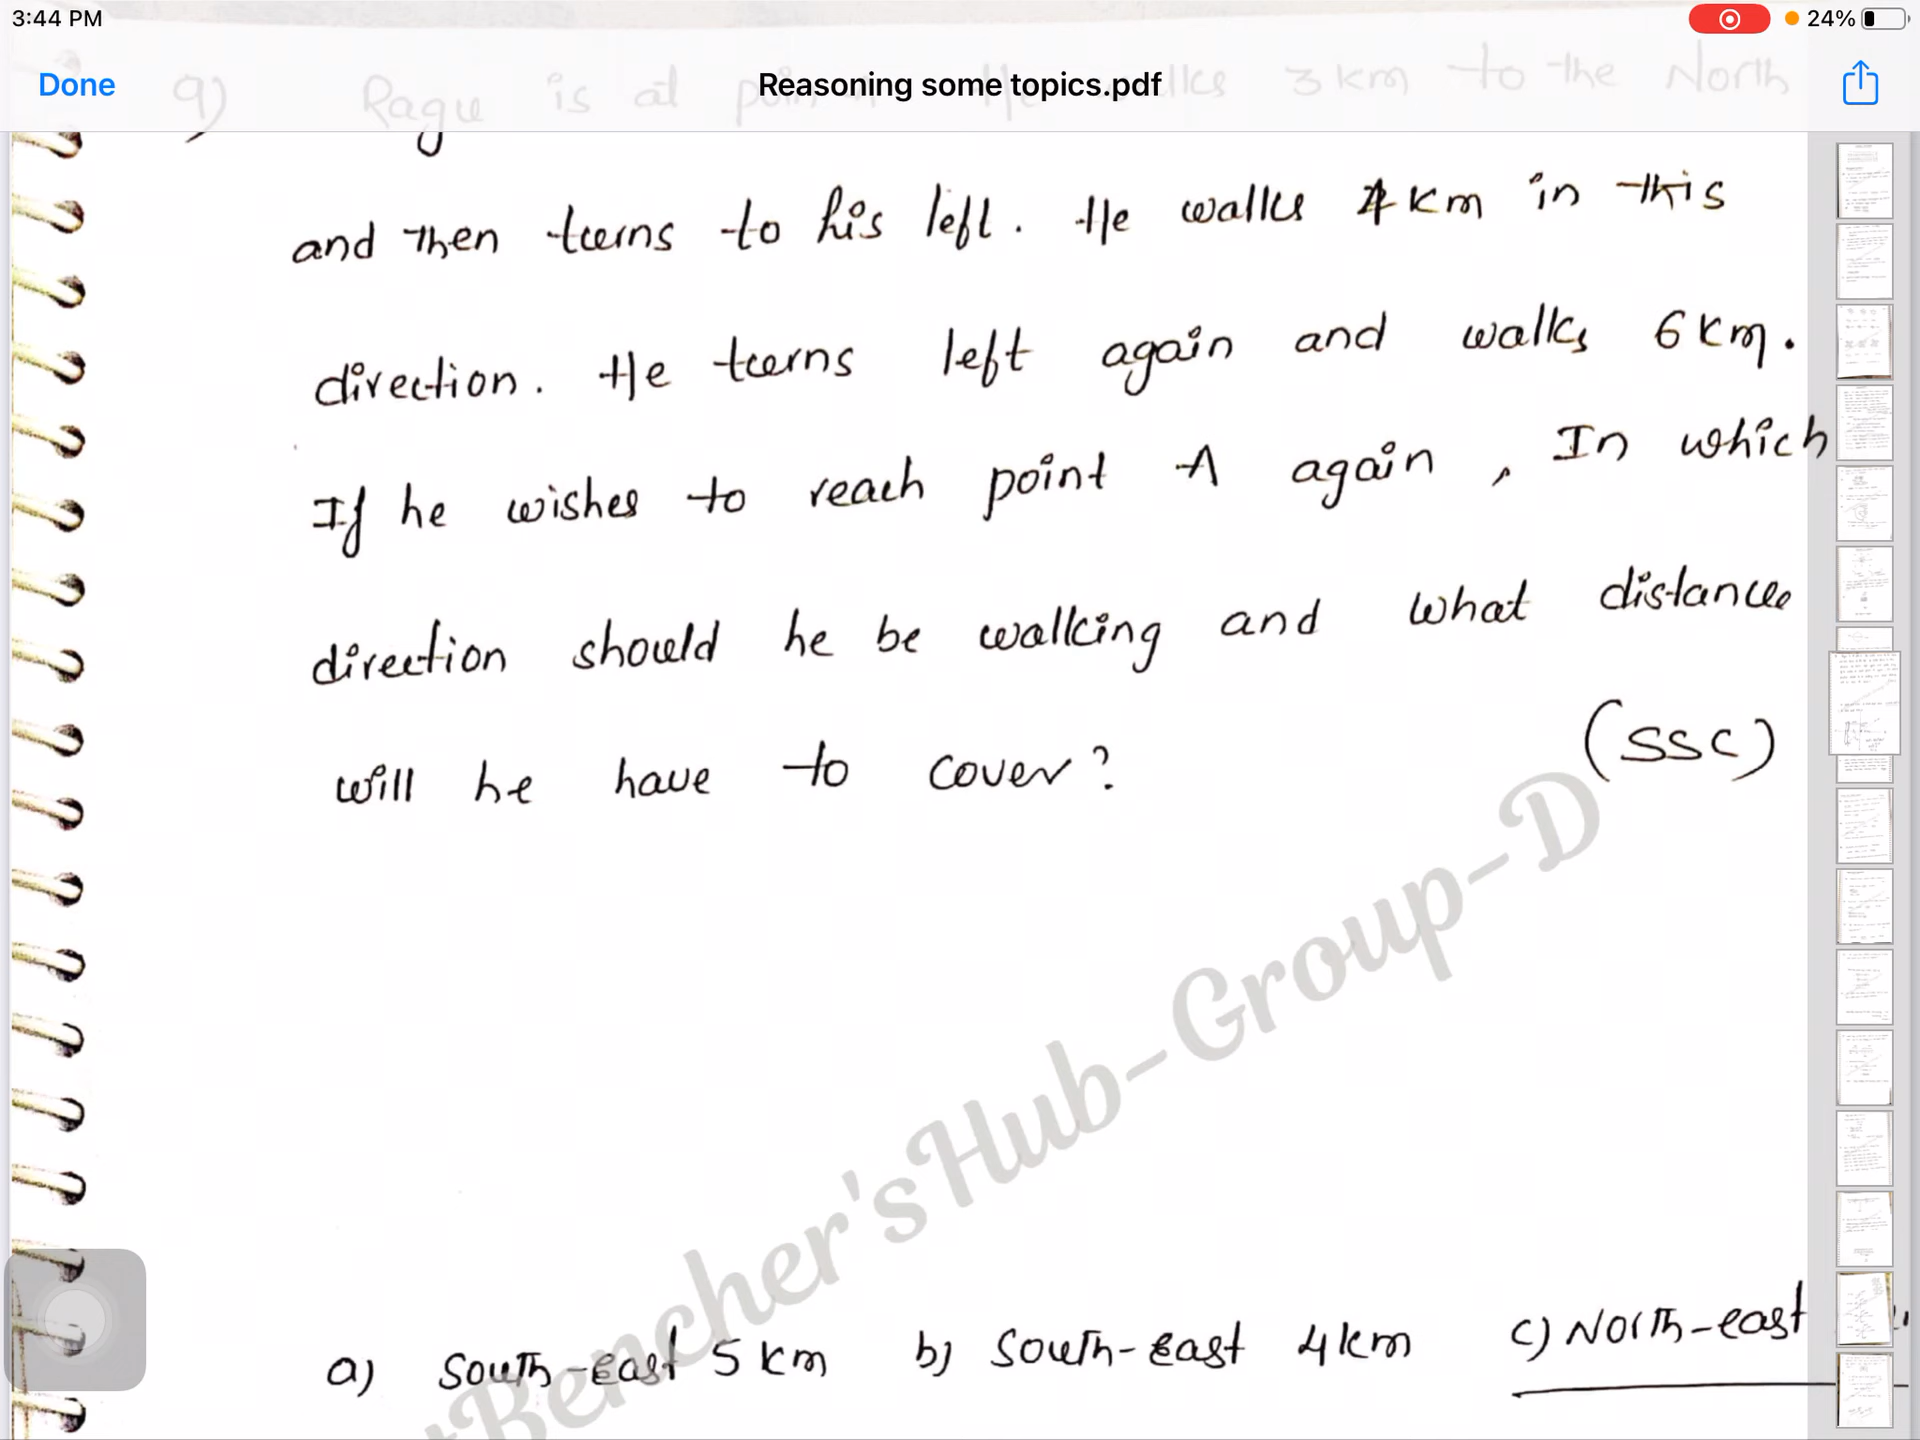 3:44 PM
24%
Done
Reasoning some topics.pdf
9) Ragu is at 3 km to the North
and then turns to his left. He walks 4 km in this
direction. He turns left again and walks 6 km.
If he wishes to reach point A again, In which
direction should he be walking and what distance
will he have to cover?
(SSC)
Bencher'sHub-Group-D
a) South-east 5 km b) South-east 4 km c) North-east